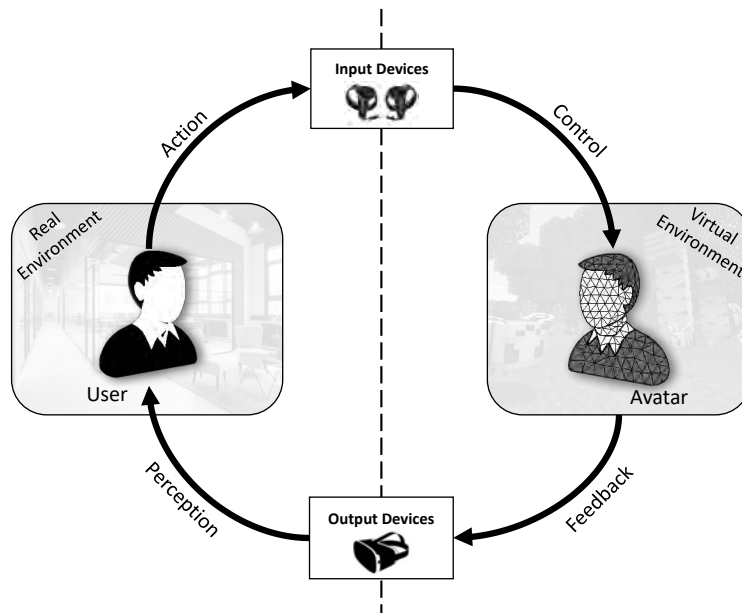 Input Devices
Action
Control
Real
Environment
Virtual
Environment
User
Avatar
Perception
Feedback
Output Devices